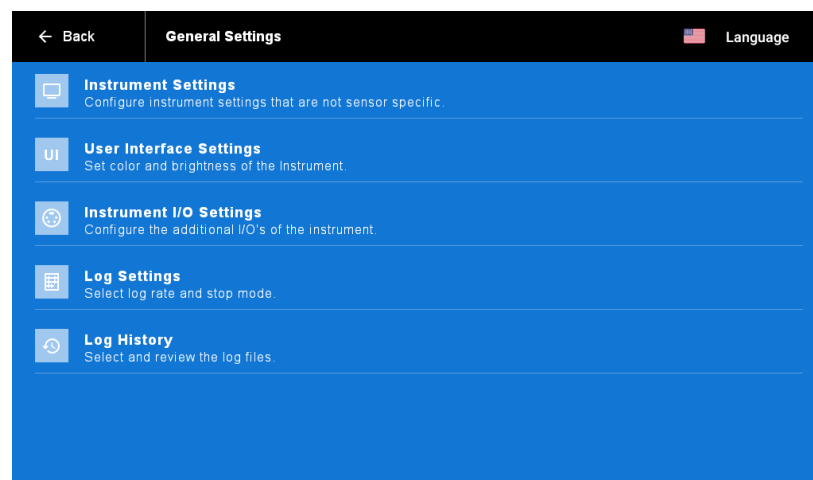 Back
General Settings
Language
Instrument Settings
Configure instrument settings that are not sensor specific.
UI
User Interface Settings
Set color and brightness of the Instrument.
Instrument I/O Settings
Configure the additional I/O's of the instrument.
Log Settings
Select log rate and stop mode.
Log History
Select and review the log files.